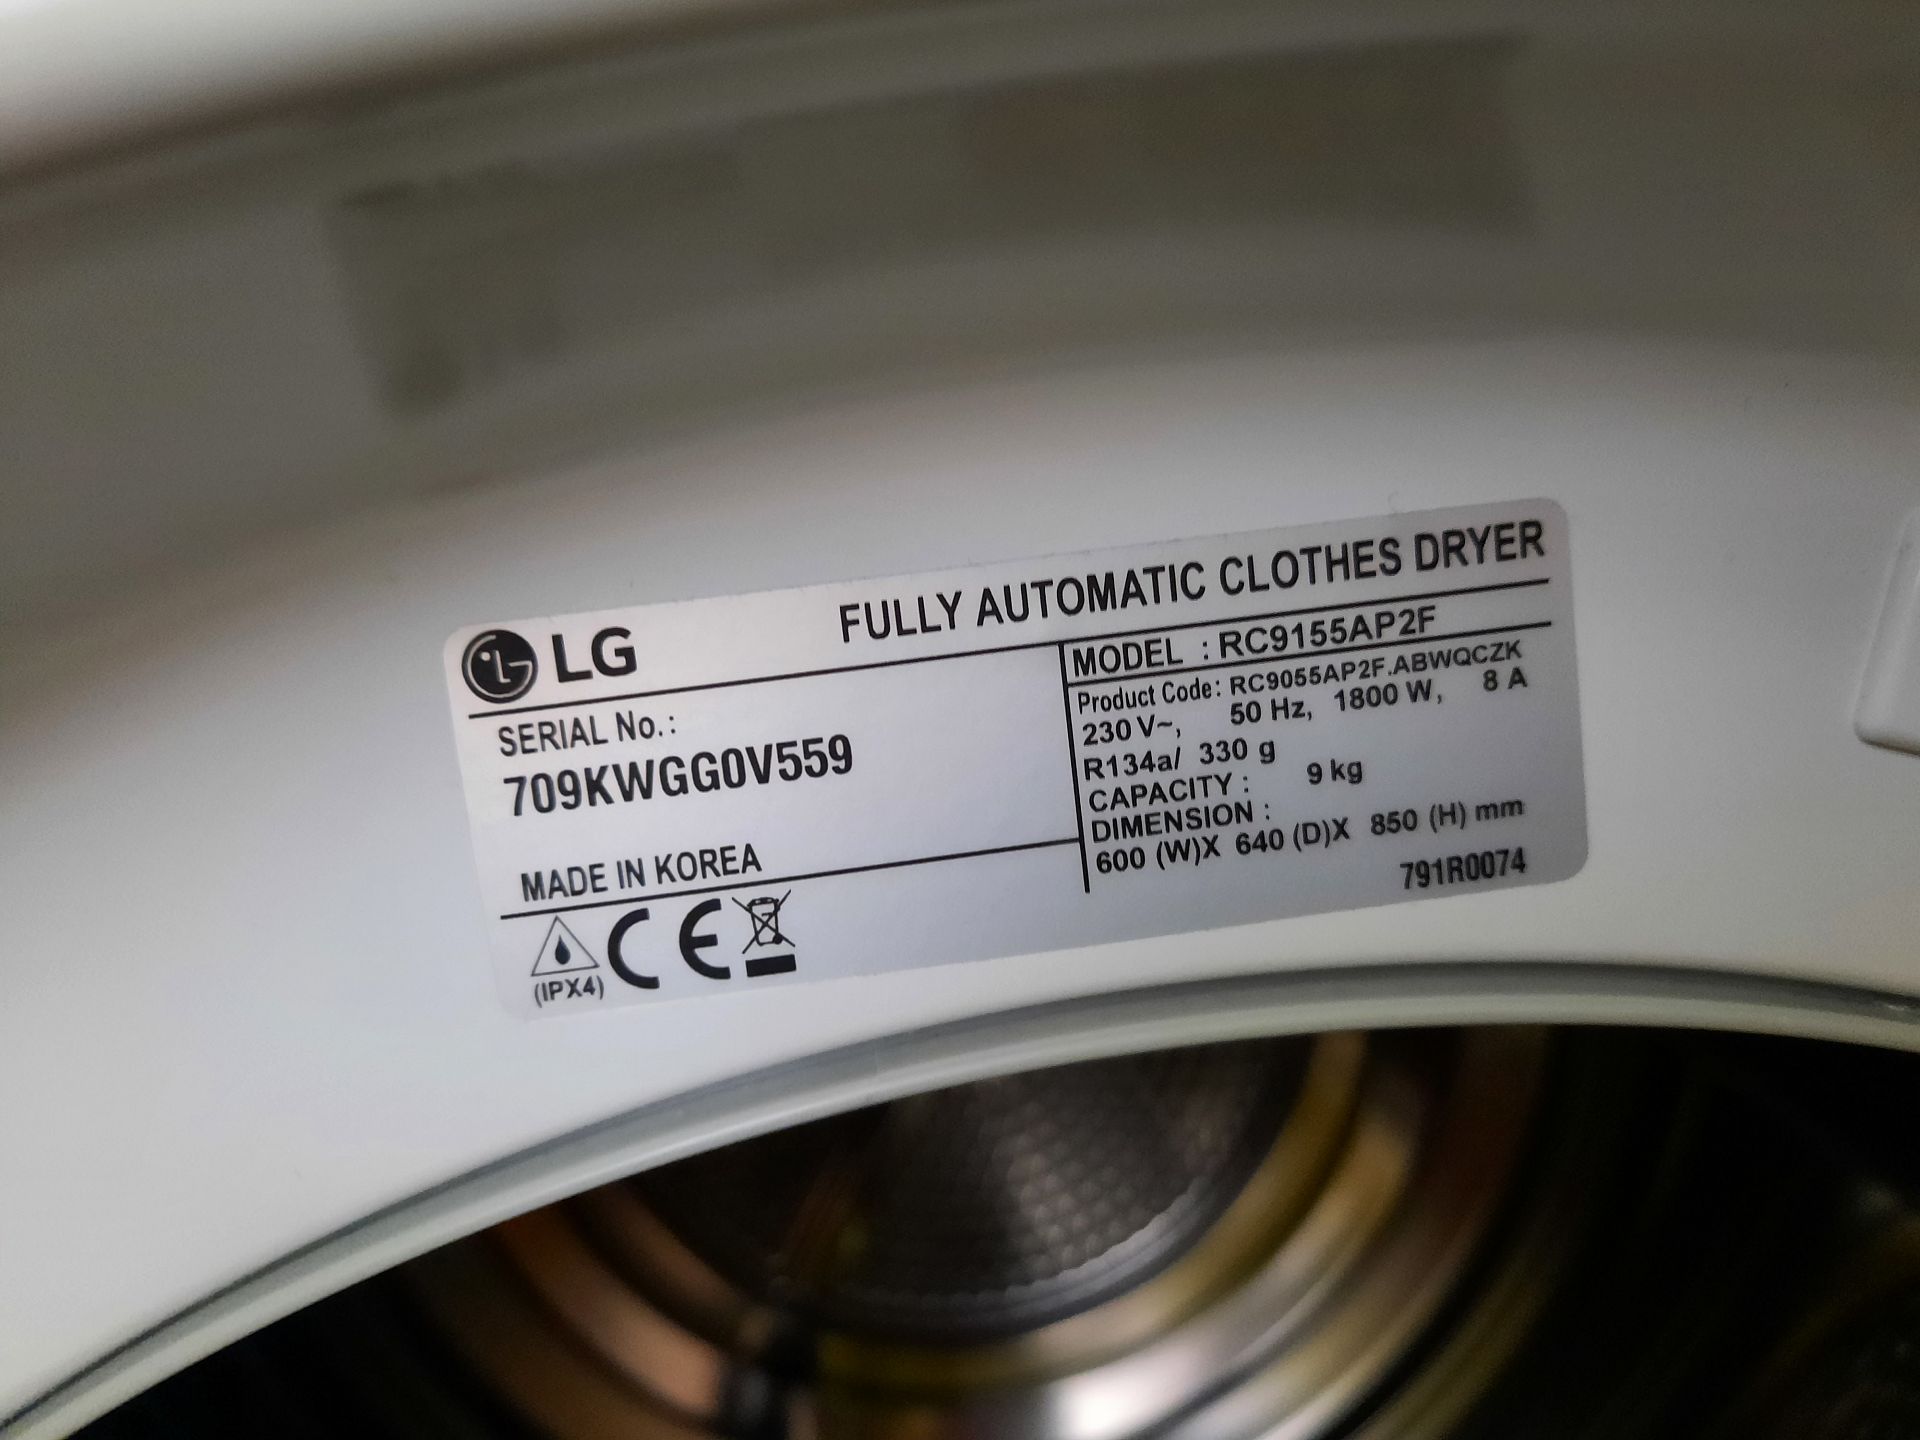 LG
FULLY AUTOMATIC CLOTHES DRYER
SERIAL No.:
709KWGG0V559
MADE IN KOREA
(IPX4)
CE
MODEL : RC9155AP2F
Product Code: RC9055AP2F.ABWQCZK
230 V~, 50 Hz, 1800 W, 8 A
R134a/ 330 g
CAPACITY : 9 kg
DIMENSION :
600 (W)X 640 (D)X 850 (H) mm
791R0074